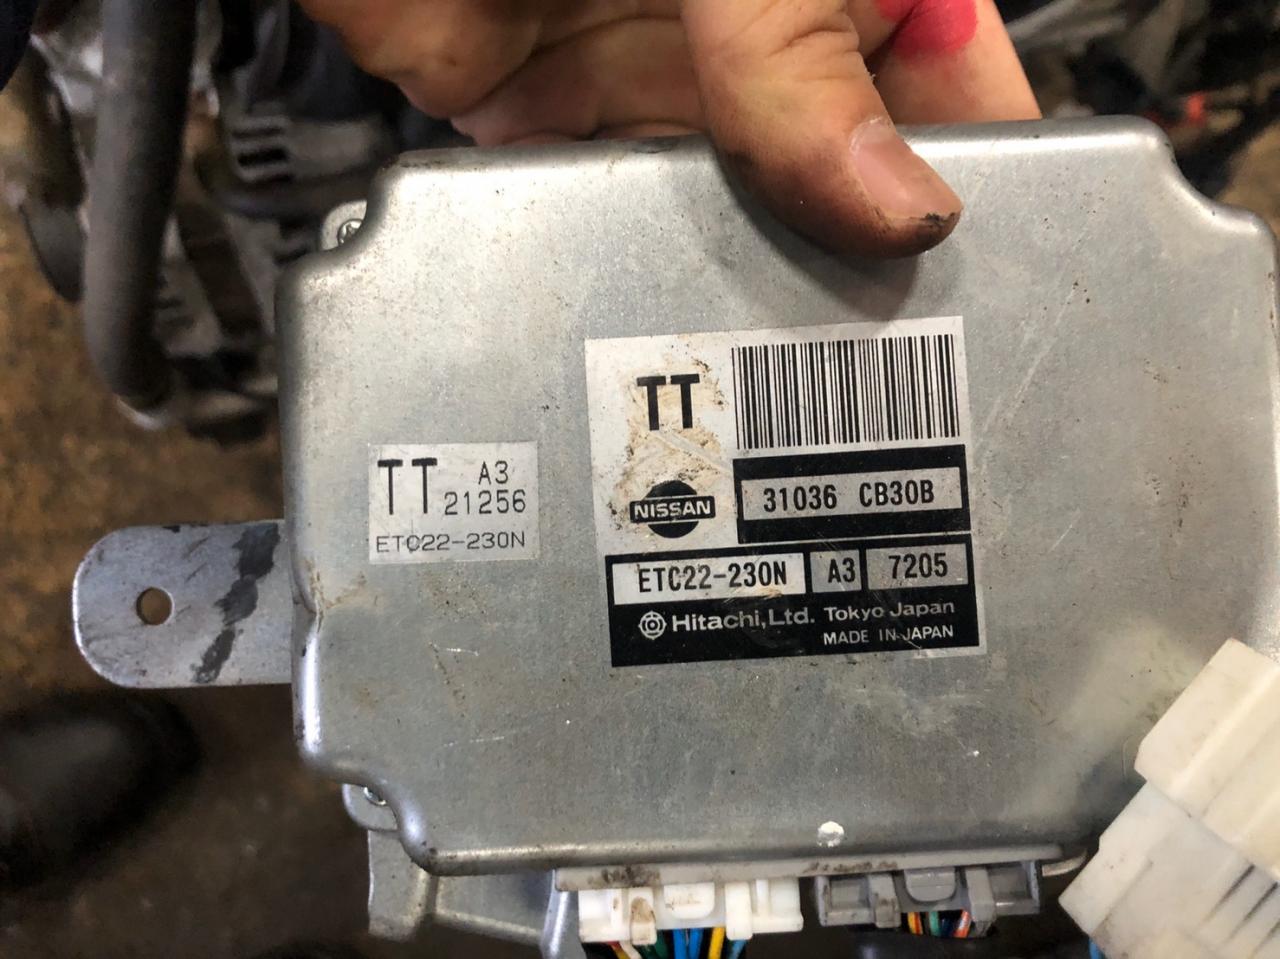 TT A3
21256
ETC22-230N
TT
NISSAN
31036 CB30B
ETC22-230N A3 7205
Hitachi,Ltd. Tokyo Japan
MADE IN JAPAN